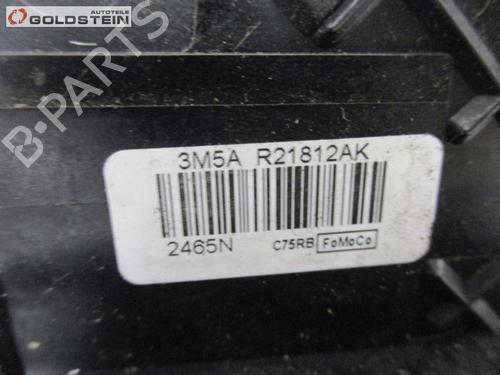 Autoteile
GOLDSTEIN
B-PARTS
3M5A R21812AK
2465N C75RB FoMoCo